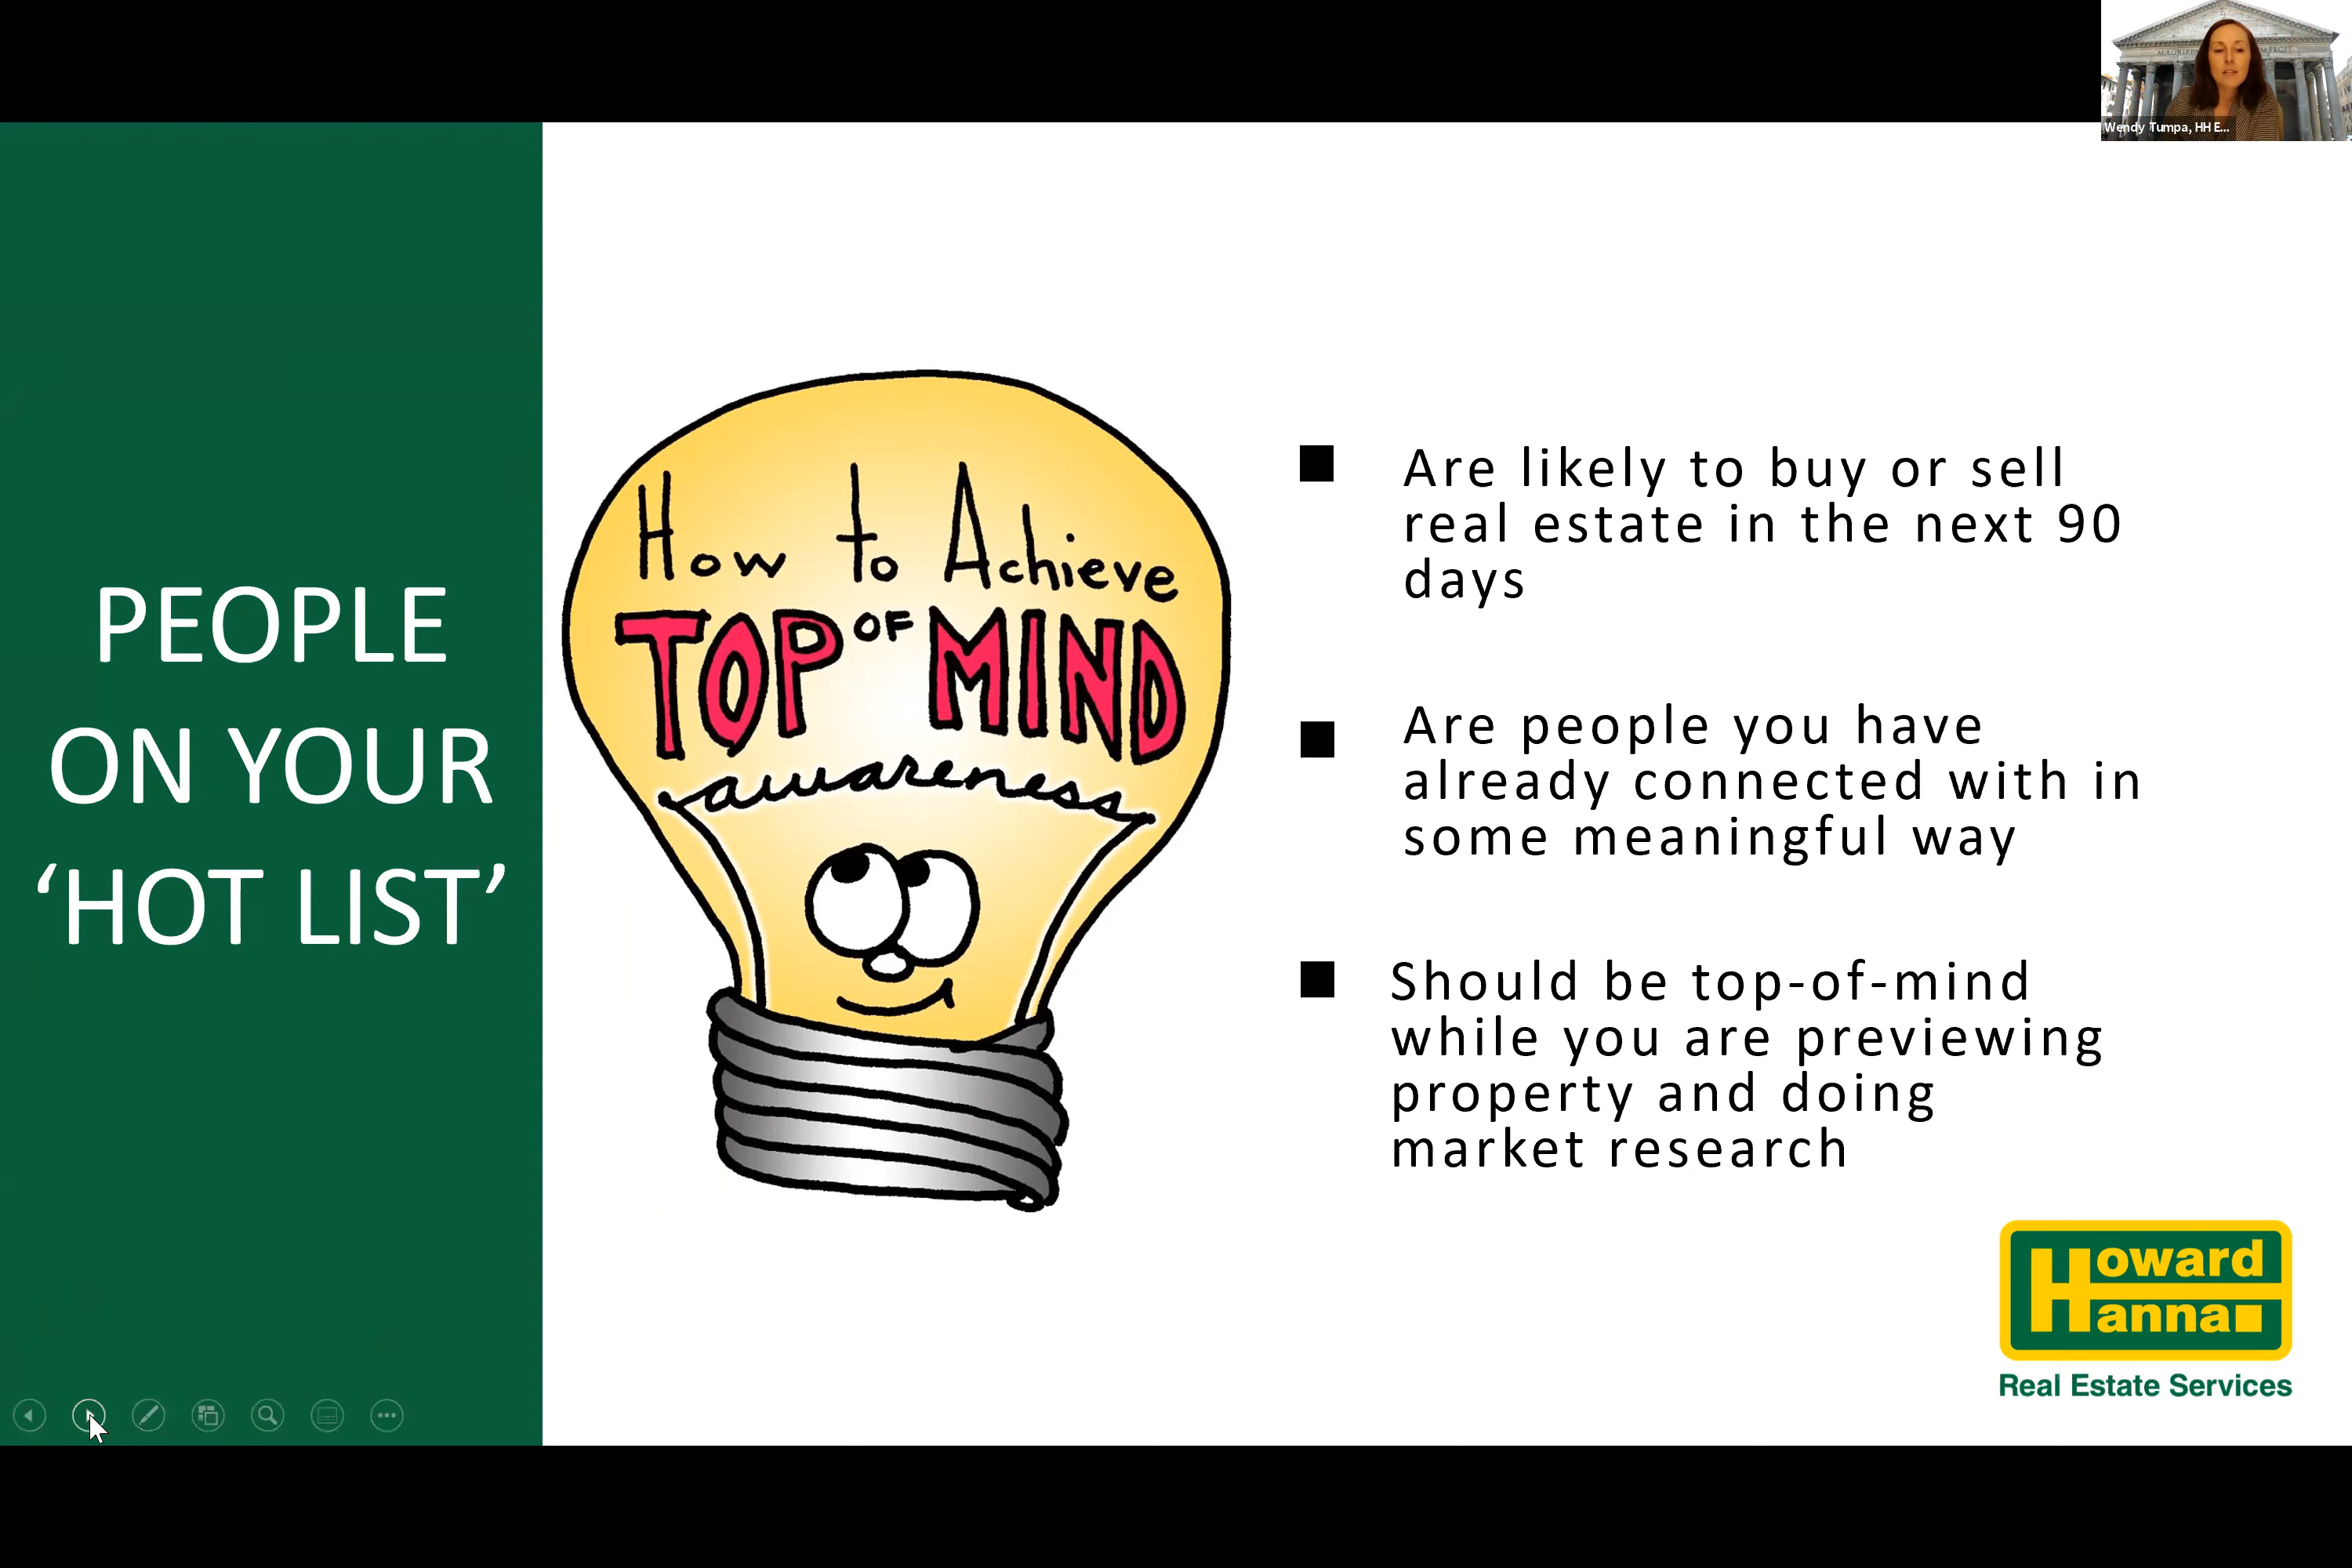 Wendy Tumpa, HH E...
PEOPLE
ON YOUR
‘HOT LIST’
How to Achieve
TOP OF MIND
awareness
Are likely to buy or sell
real estate in the next 90
days
Are people you have
already connected with in
some meaningful way
Should be top-of-mind
while you are previewing
property and doing
market research
Howard
Hanna
Real Estate Services